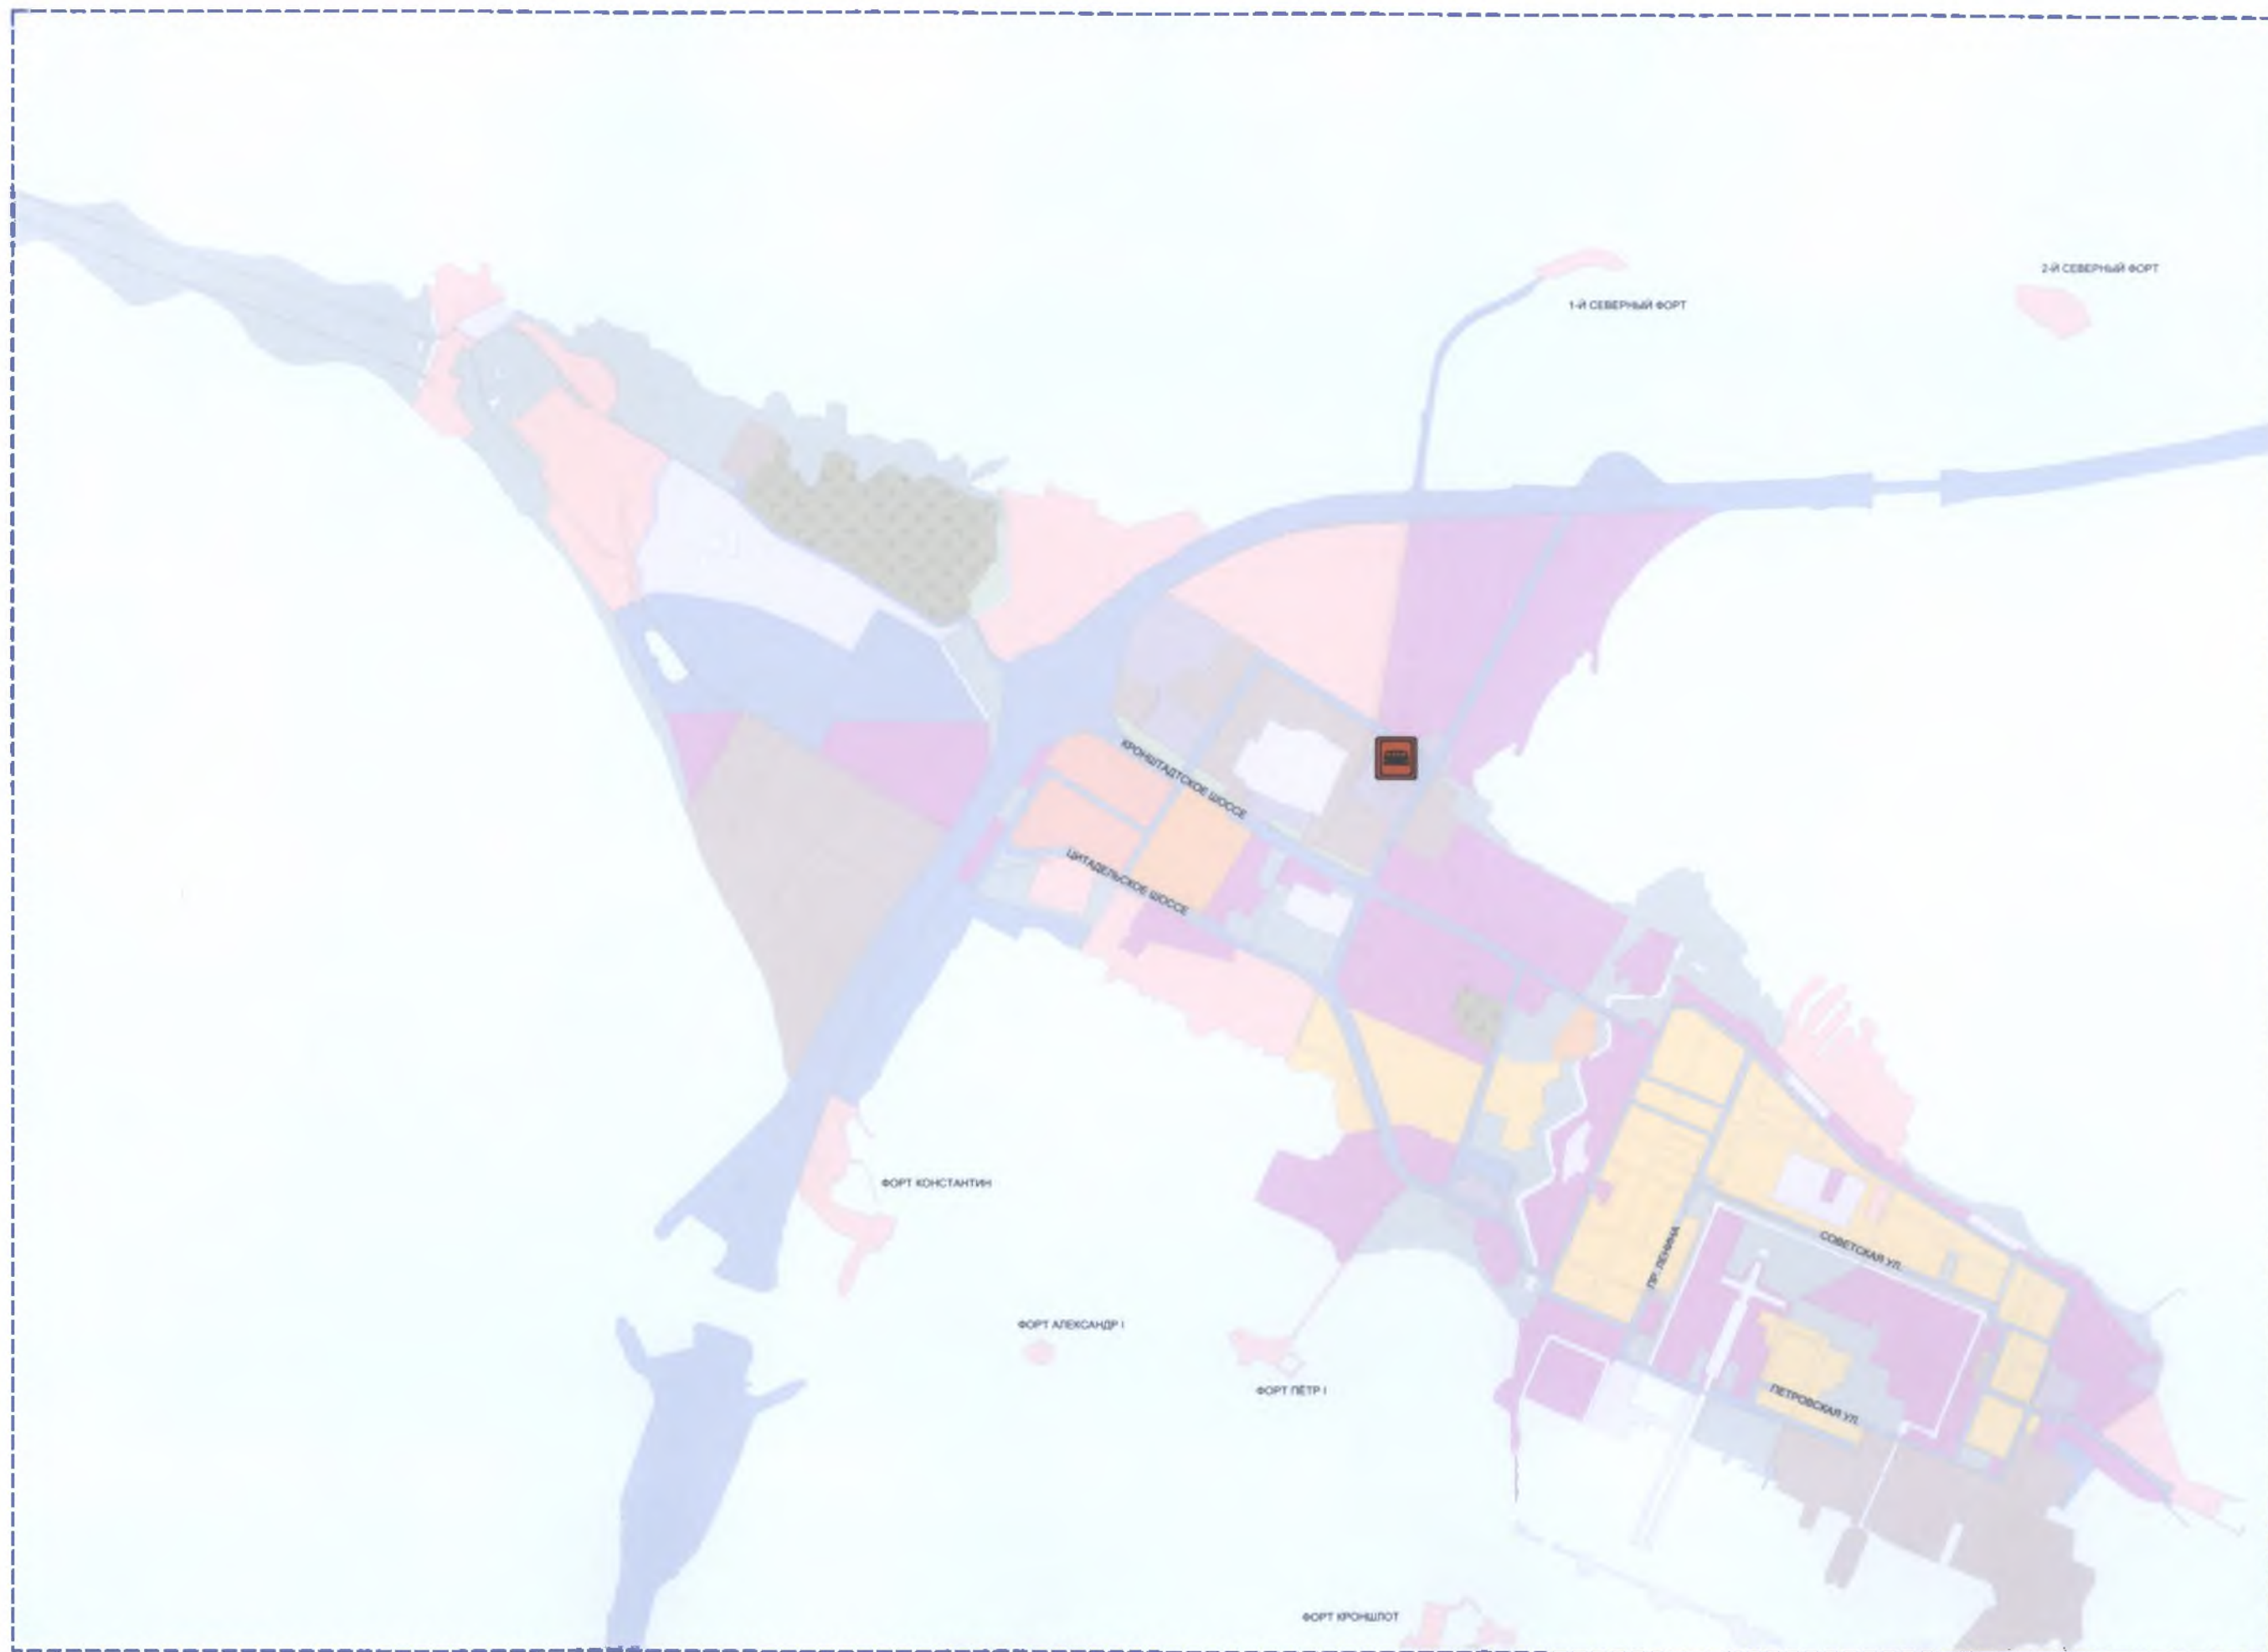 2-Й СЕВЕРНЫЙ ФОРТ
1-Й СЕВЕРНЫЙ ФОРТ
КРОНШТАДТСКОЕ ШОССЕ
ЦИТАДЕЛЬСКОЕ ШОССЕ
ФОРТ КОНСТАНТИН
ПР. ЛЕНИНА
СОВЕТСКАЯ УЛ.
ФОРТ АЛЕКСАНДР I
ФОРТ ПЁТР I
ПЕТРОВСКАЯ УЛ.
ФОРТ КРОНШЛОТ